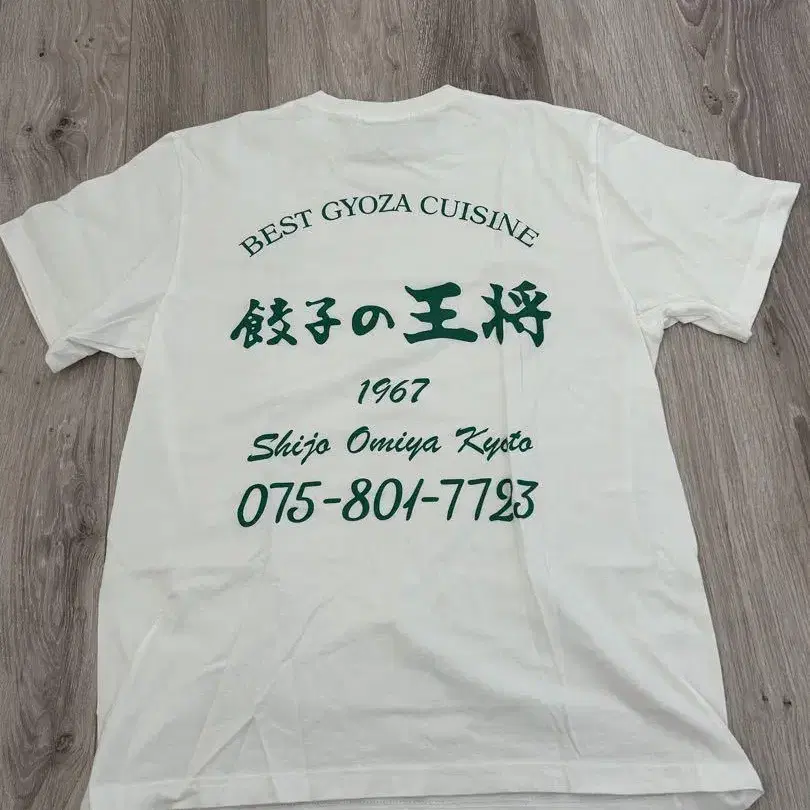 BEST GYOZA CUISINE
餃子の王将
1967
Shijo Omiya Kyoto
075-801-7723